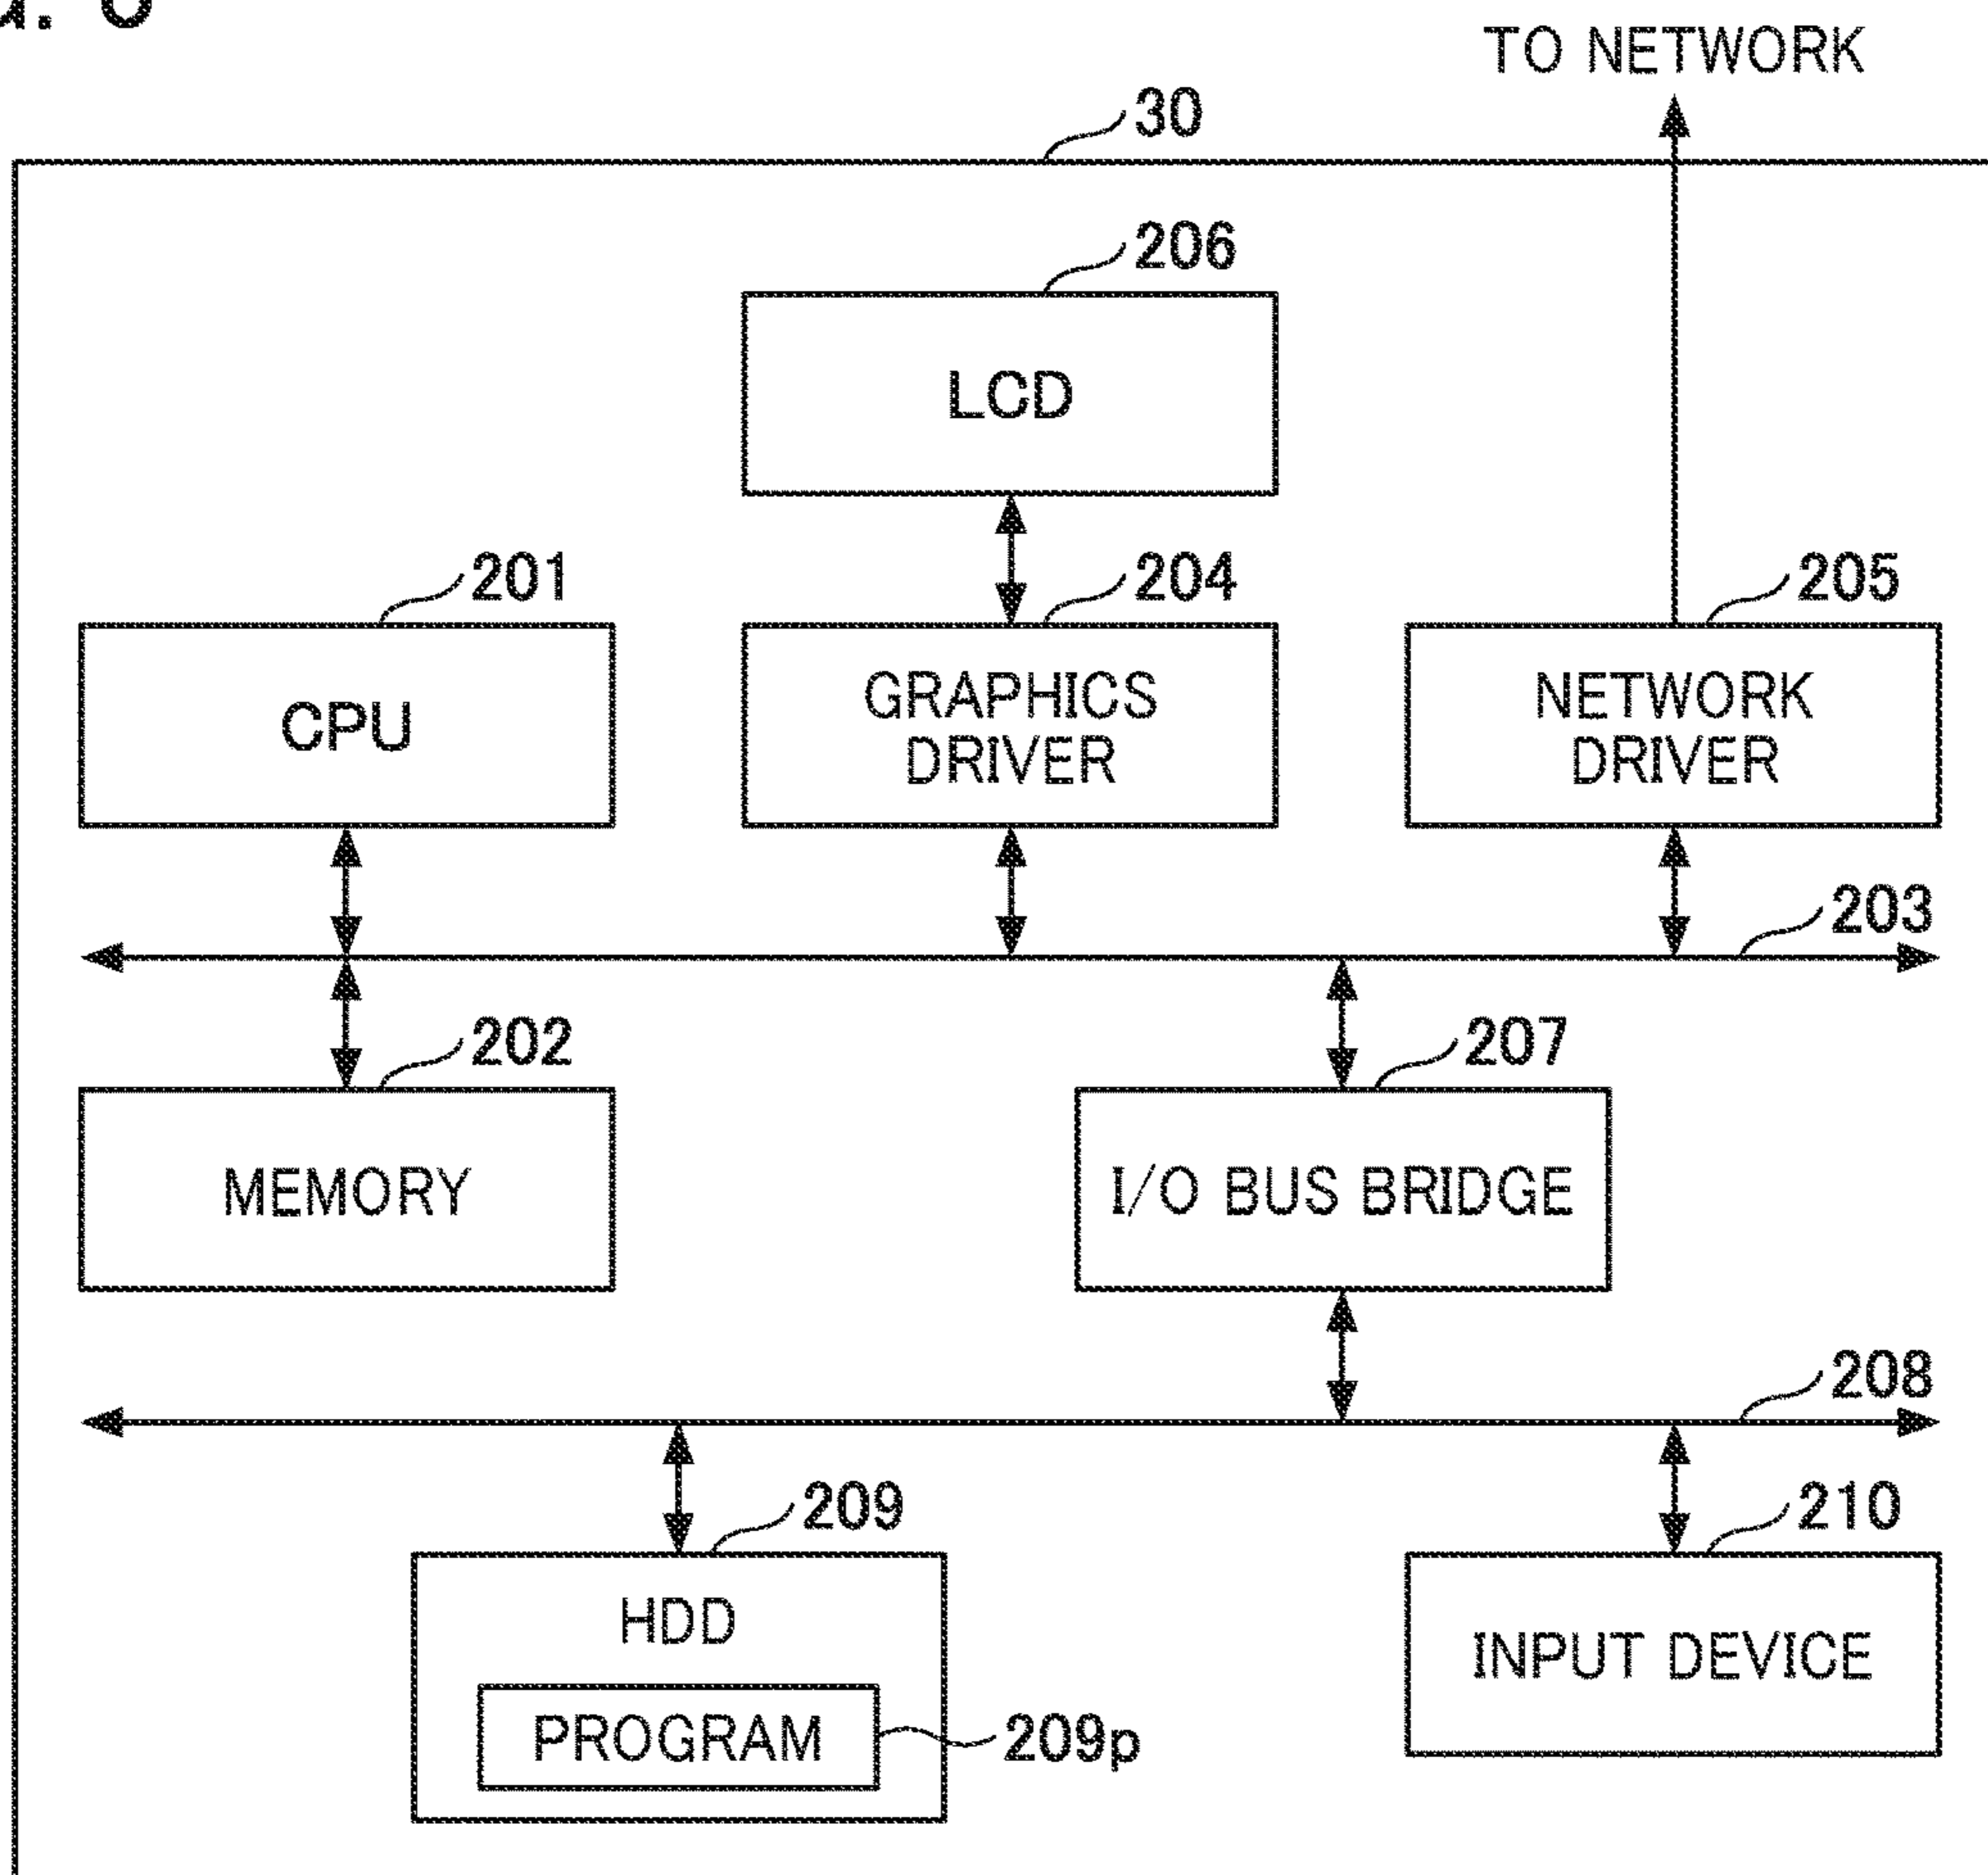 TO NETWORK
30
206
LCD
201
204
205
CPU
GRAPHICS
DRIVER
NETWORK
DRIVER
203
202
207
MEMORY
I/O BUS BRIDGE
208
209
210
HDD
INPUT DEVICE
PROGRAM
209p